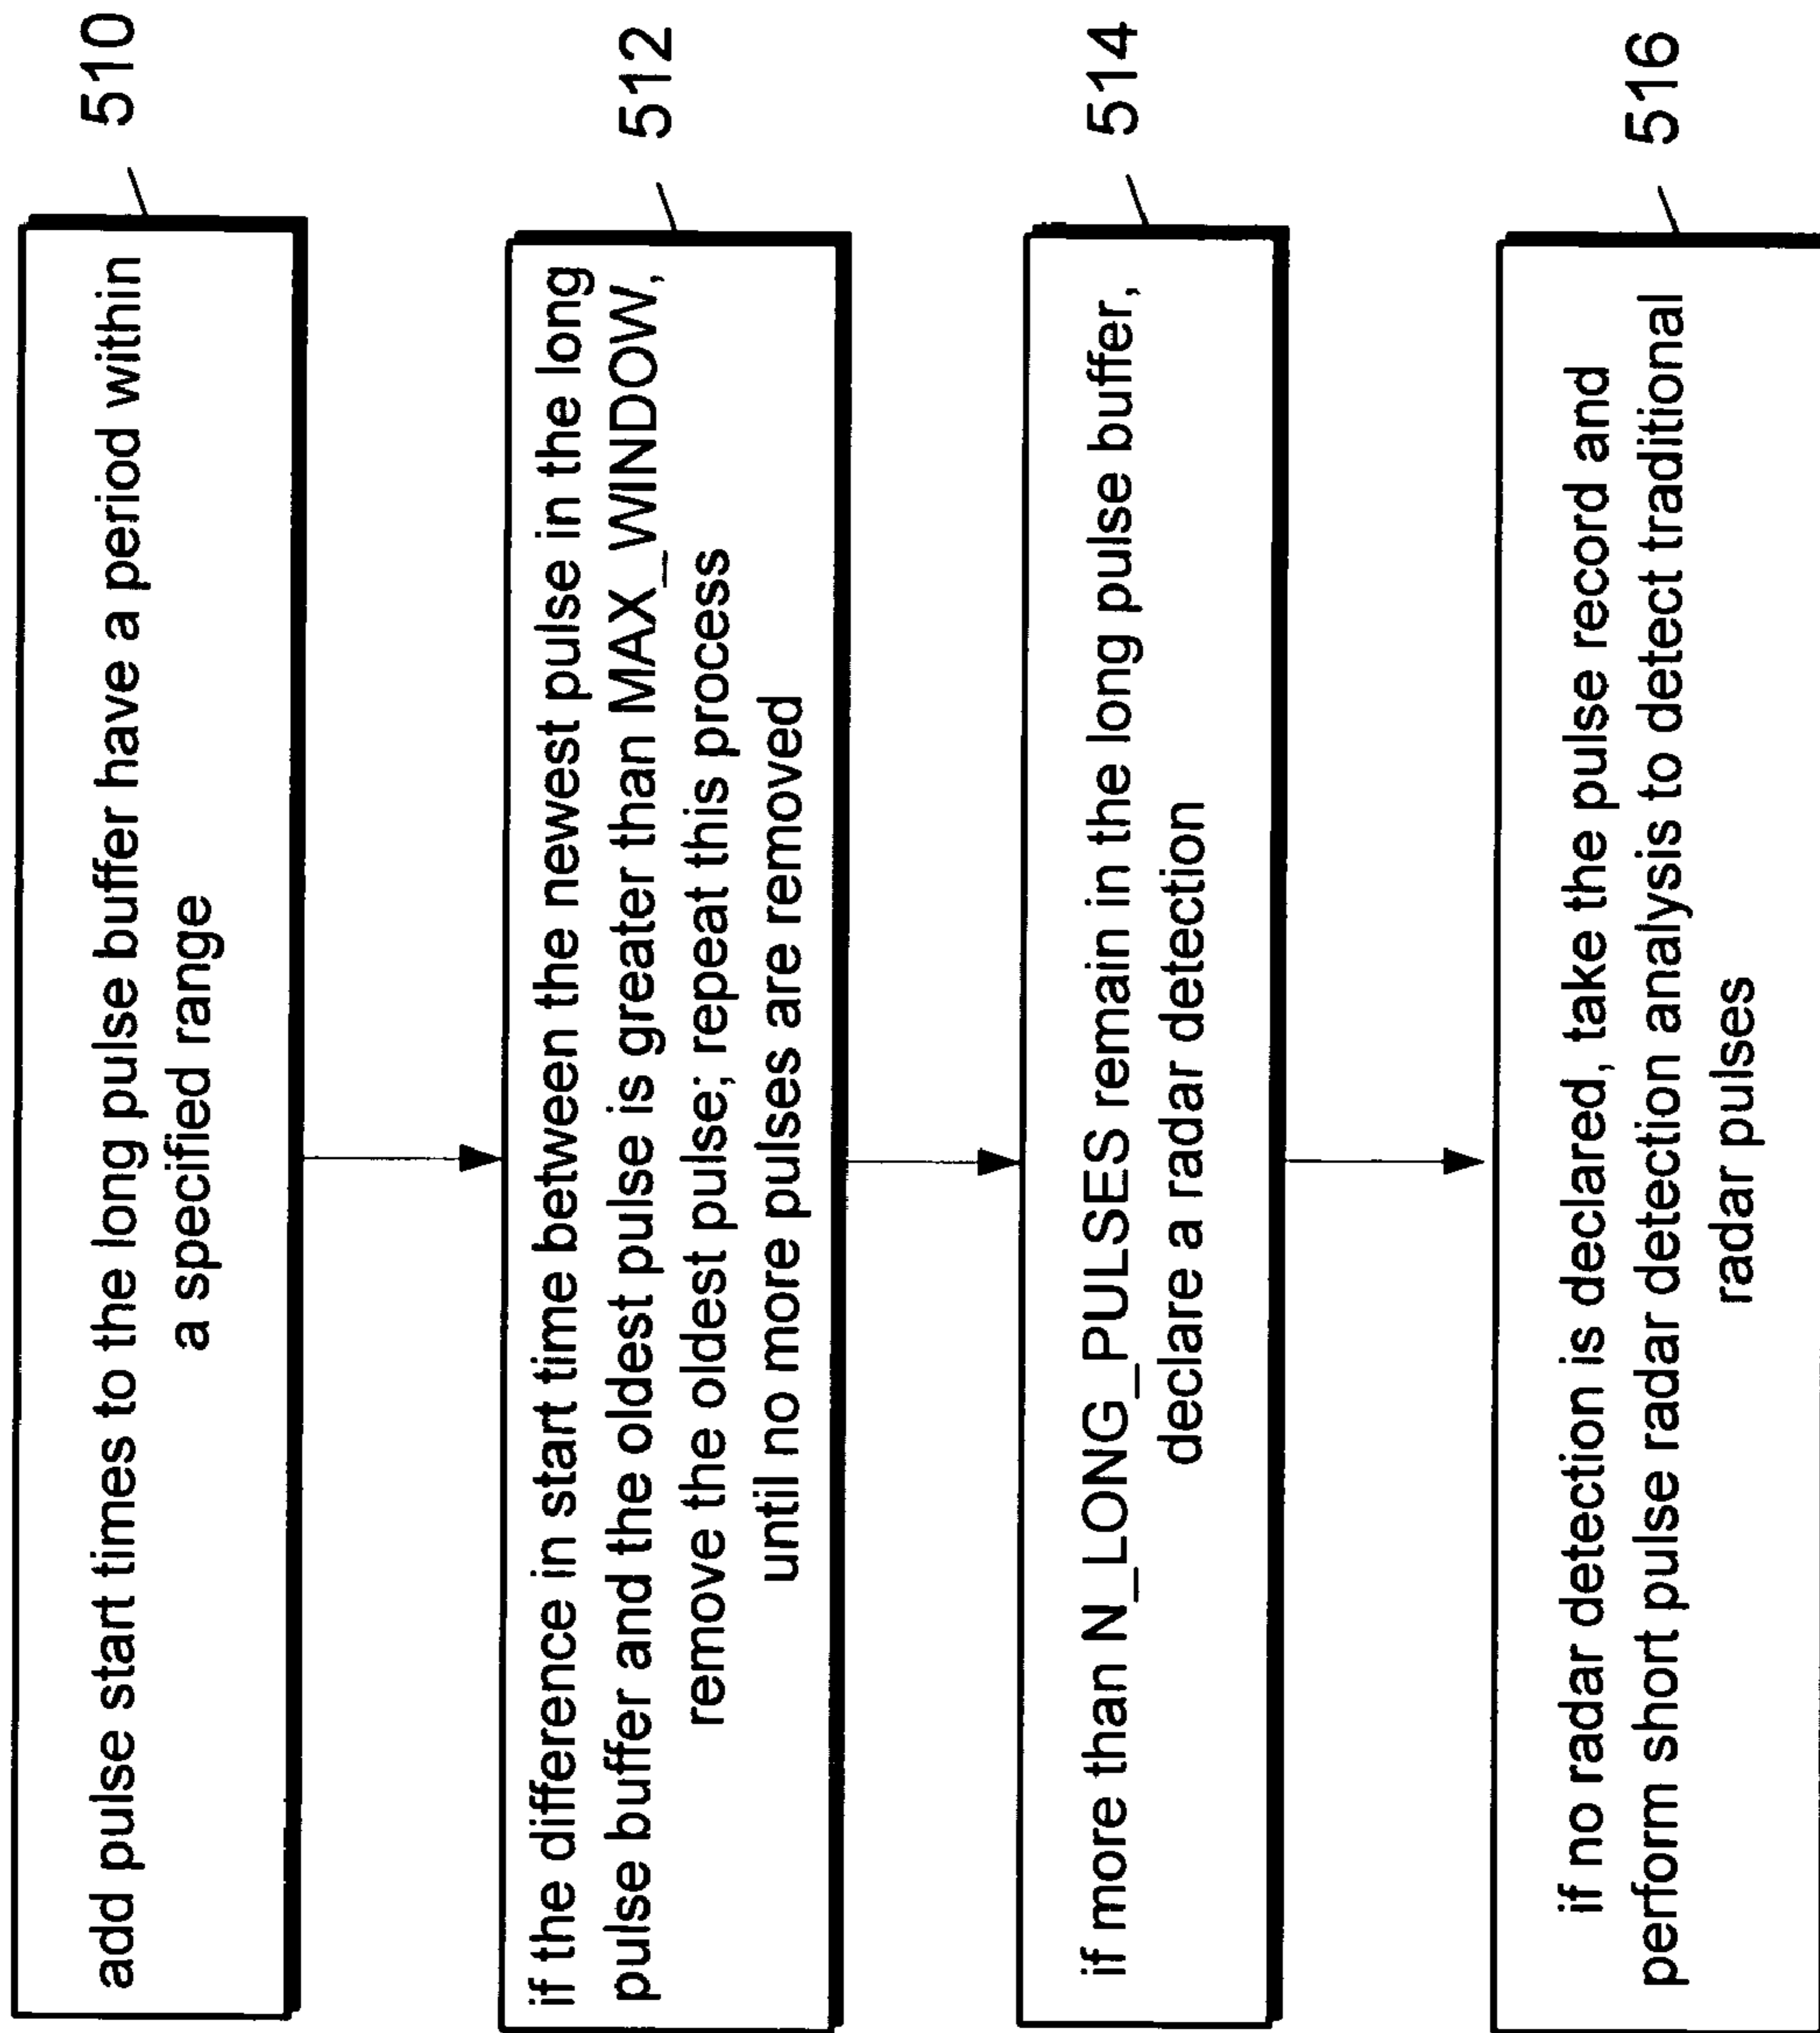 add pulse start times to the long pulse buffer have a period within
a specified range
510
if the difference in start time between the newest pulse in the long
pulse buffer and the oldest pulse is greater than MAX_WINDOW,
remove the oldest pulse; repeat this process
until no more pulses are removed
512
if more than N_LONG_PULSES remain in the long pulse buffer,
declare a radar detection
514
if no radar detection is declared, take the pulse record and
perform short pulse radar detection analysis to detect traditional
radar pulses
516